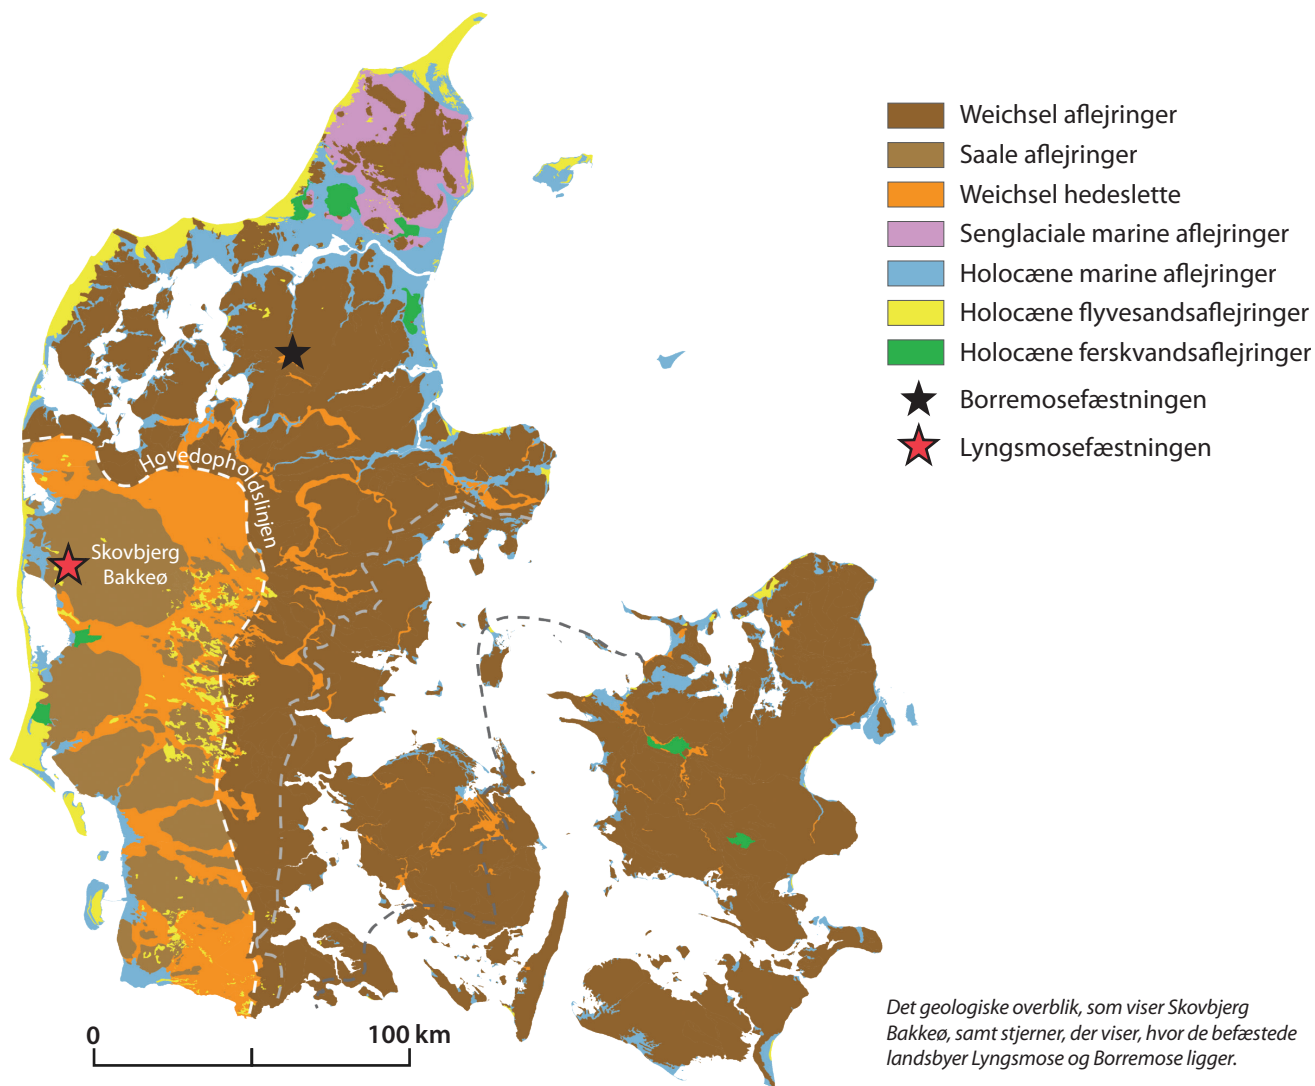 Weichsel aflejringer
Saale aflejringer
Weichsel hedeslette
Senglaciale marine aflejringer
Holocæne marine aflejringer
Holocæne flyvesandsaflejringer
Holocæne ferskvandsaflejringer
Borremosefæstningen
Lyngsmosefæstningen
Hovedopholdslinjen
Skovbjerg
Bakkeø
0
100 km
Det geologiske overblik, som viser Skovbjerg
Bakkeø, samt stjerner, der viser, hvor de befæstede
landsbyer Lyngsmose og Borremose ligger.